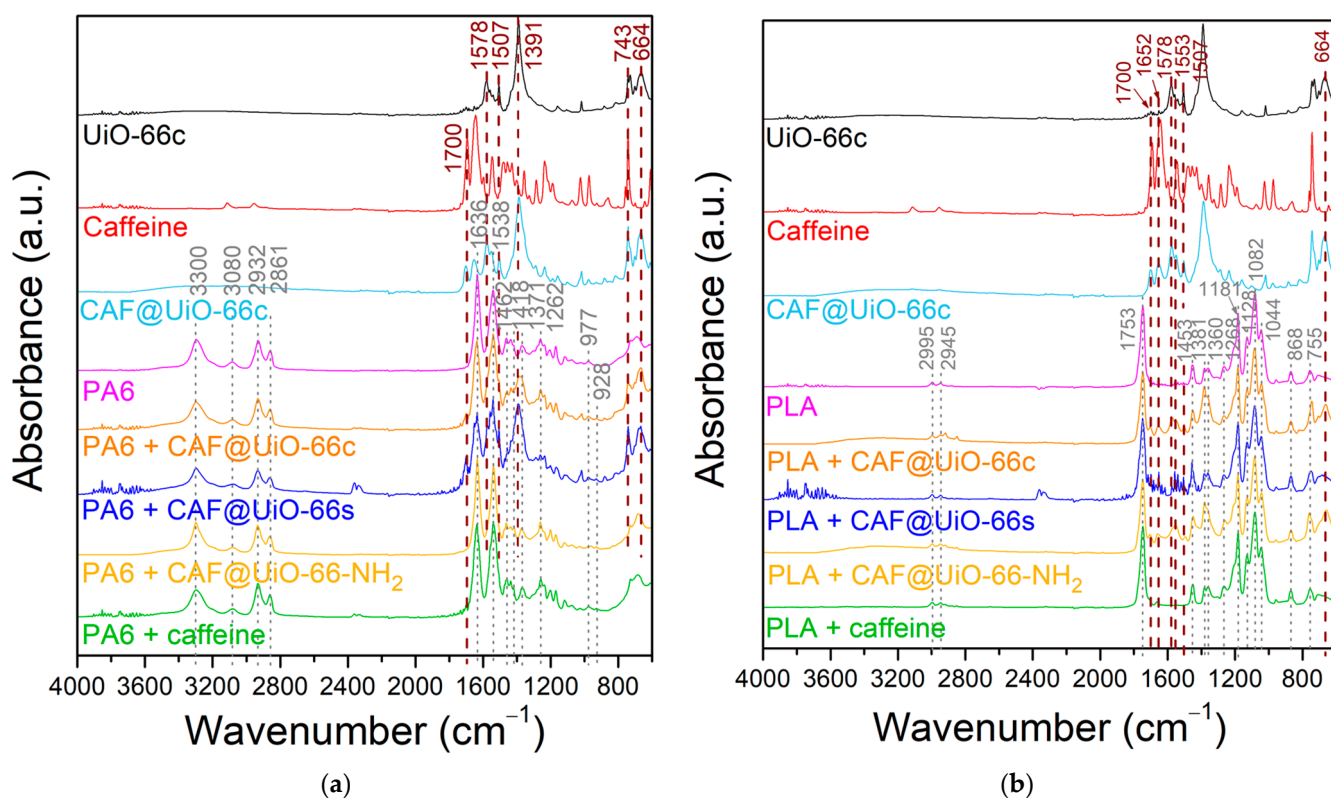 Absorbance (a.u.)
1578
1507
1391
743
664
UiO-66c
1700
Caffeine
1636
1538
3300
3080
2932
2861
CAF@UiO-66c
1462
1418
1371
1262
977
928
PA6
PA6 + CAF@UiO-66c
PA6 + CAF@UiO-66s
PA6 + CAF@UiO-66-NH₂
PA6 + caffeine
4000 3600 3200 2800 2400 2000 1600 1200 800
Wavenumber (cm⁻¹)
(a)
Absorbance (a.u.)
1700
1652
1578
1553
1507
664
UiO-66c
Caffeine
1082
CAF@UiO-66c
2995
2945
1753
1453
1381
1360
1181
1128
1044
868
755
PLA
PLA + CAF@UiO-66c
PLA + CAF@UiO-66s
PLA + CAF@UiO-66-NH₂
PLA + caffeine
4000 3600 3200 2800 2400 2000 1600 1200 800
Wavenumber (cm⁻¹)
(b)